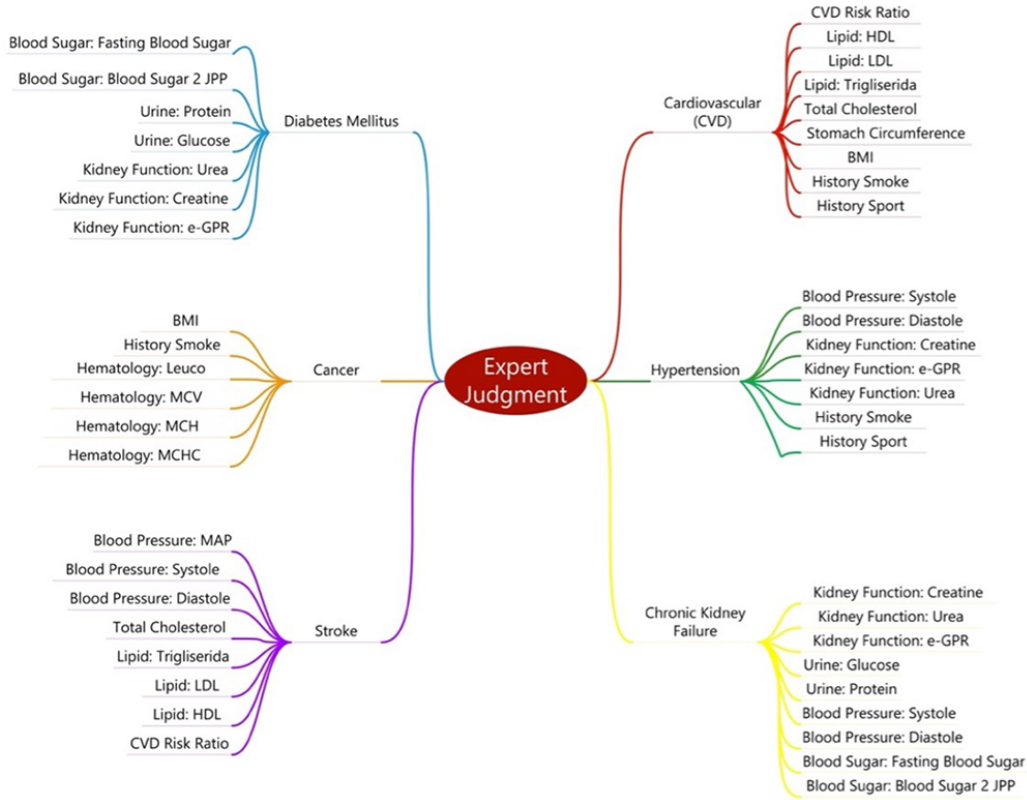 Blood Sugar: Fasting Blood Sugar
Blood Sugar: Blood Sugar 2 JPP
Urine: Protein
Urine: Glucose
Kidney Function: Urea
Kidney Function: Creatine
Kidney Function: e-GPR
Diabetes Mellitus
BMI
History Smoke
Hematology: Leuco
Hematology: MCV
Hematology: MCH
Hematology: MCHC
Cancer
Blood Pressure: MAP
Blood Pressure: Systole
Blood Pressure: Diastole
Total Cholesterol
Lipid: Trigliserida
Lipid: LDL
Lipid: HDL
CVD Risk Ratio
Stroke
Expert
Judgment
Cardiovascular
(CVD)
CVD Risk Ratio
Lipid: HDL
Lipid: LDL
Lipid: Trigliserida
Total Cholesterol
Stomach Circumference
BMI
History Smoke
History Sport
Hypertension
Blood Pressure: Systole
Blood Pressure: Diastole
Kidney Function: Creatine
Kidney Function: e-GPR
Kidney Function: Urea
History Smoke
History Sport
Chronic Kidney
Failure
Kidney Function: Creatine
Kidney Function: Urea
Kidney Function: e-GPR
Urine: Glucose
Urine: Protein
Blood Pressure: Systole
Blood Pressure: Diastole
Blood Sugar: Fasting Blood Sugar
Blood Sugar: Blood Sugar 2 JPP